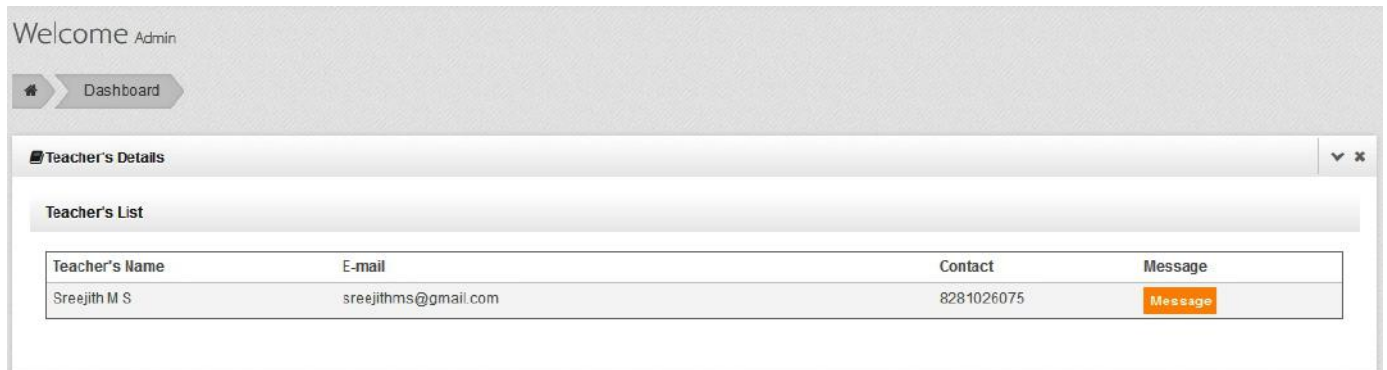 Welcome Admin
Dashboard
Teacher's Details
Teacher's List
Teacher's Name E-mail Contact Message
Sreejith M S sreejithms@gmail.com 8281026075 Message